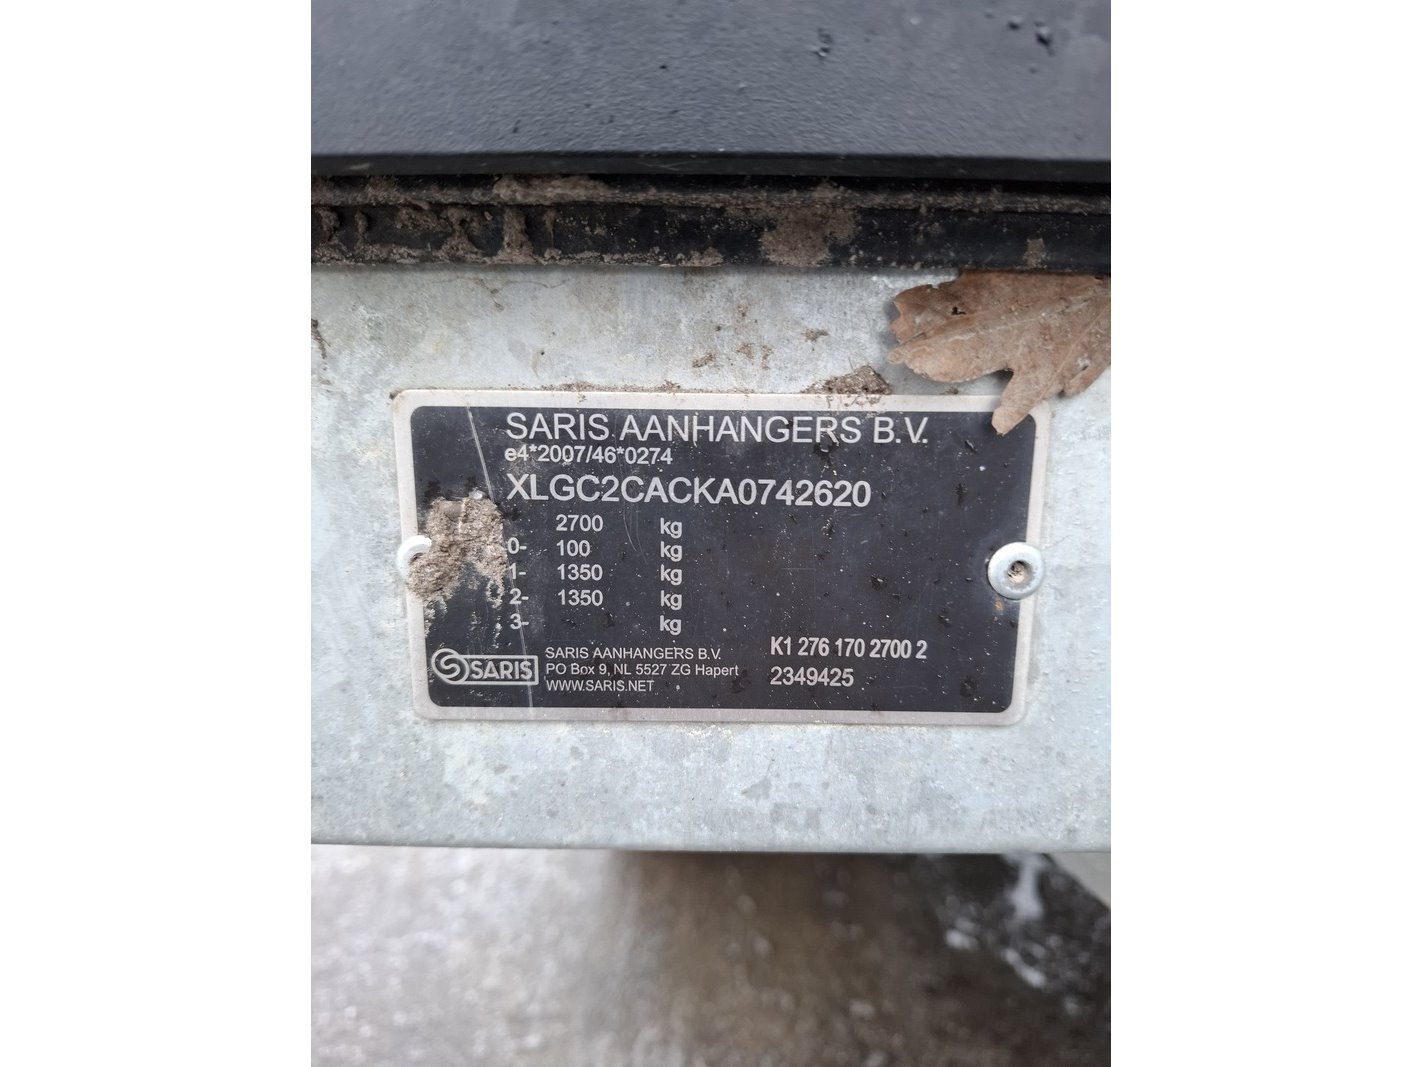 SARIS AANHANGERS B.V.
e4*2007/46*0274
XLGC2CACKA0742620
2700 kg
0- 100 kg
1- 1350 kg
2- 1350 kg
3- kg
SARIS
SARIS AANHANGERS B.V.
PO Box 9, NL 5527 ZG Hapert
WWW.SARIS.NET
K1 276 170 2700 2
2349425